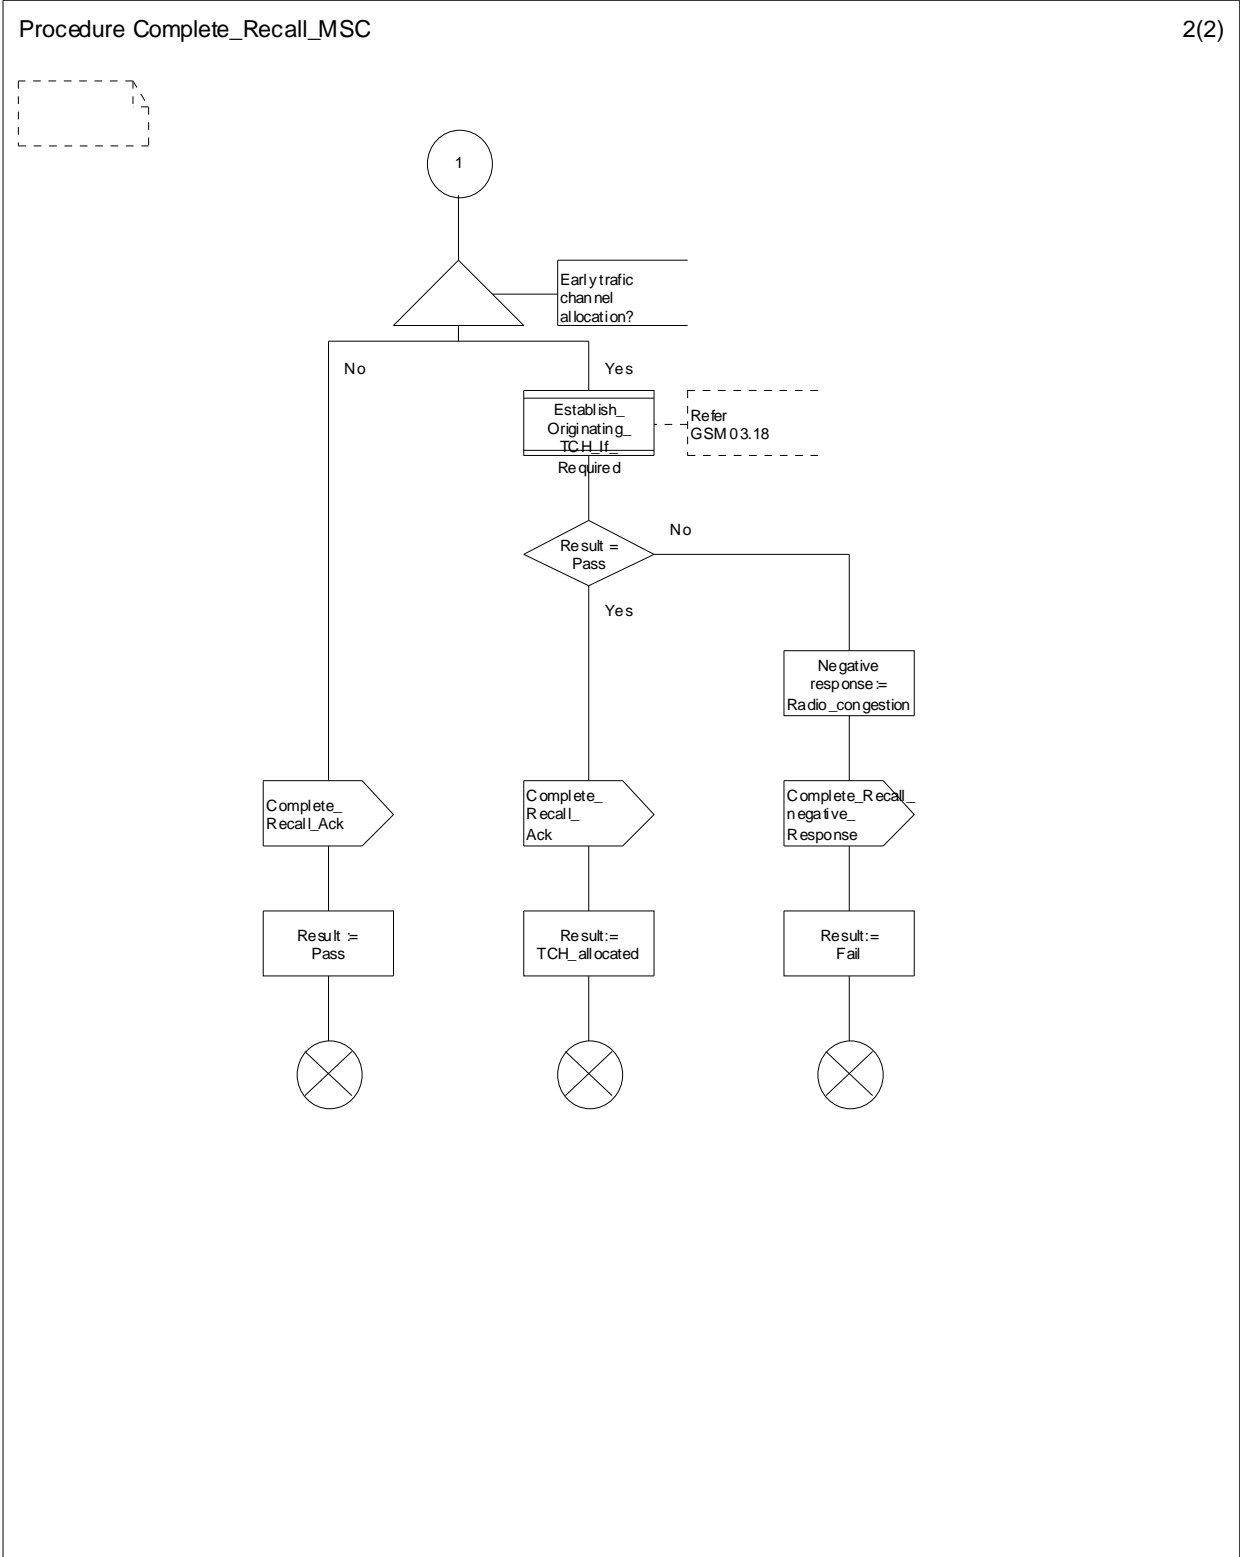 Procedure Complete_Recall_MSC
2(2)
1
Early trafic
channel
allocation?
No
Yes
Establish_
Originating_
TCH_If_
Required
Refer
GSM 03.18
No
Result =
Pass
Yes
Negative
response:=
Radio_congestion
Complete_
Recall_Ack
Complete_
Recall_
Ack
Complete_Recall_
negative_
Response
Result :=
Pass
Result:=
TCH_allocated
Result:=
Fail